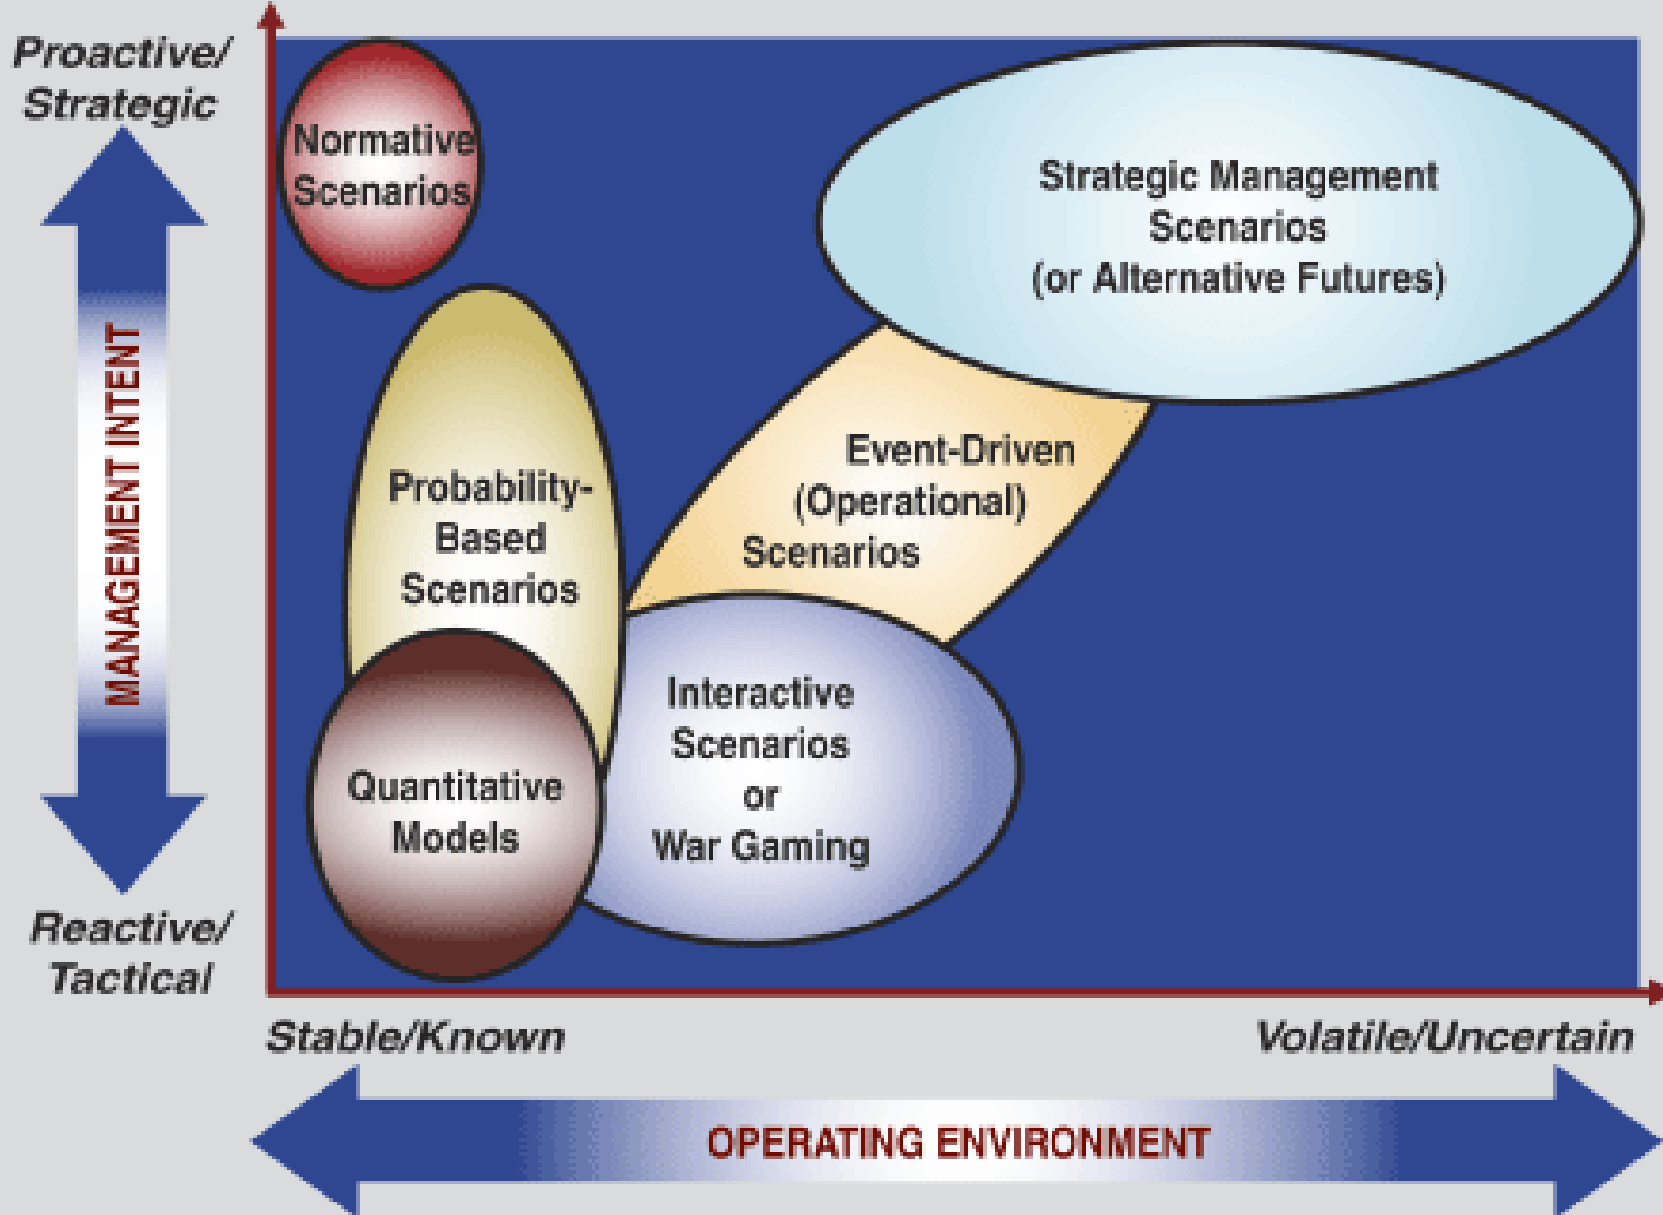 Proactive/
Strategic
Normative
Scenarios
Strategic Management
Scenarios
(or Alternative Futures)
MANAGEMENT INTENT
Probability-
Based
Scenarios
Event-Driven
(Operational)
Scenarios
Quantitative
Models
Interactive
Scenarios
or
War Gaming
Reactive/
Tactical
Stable/Known
Volatile/Uncertain
OPERATING ENVIRONMENT